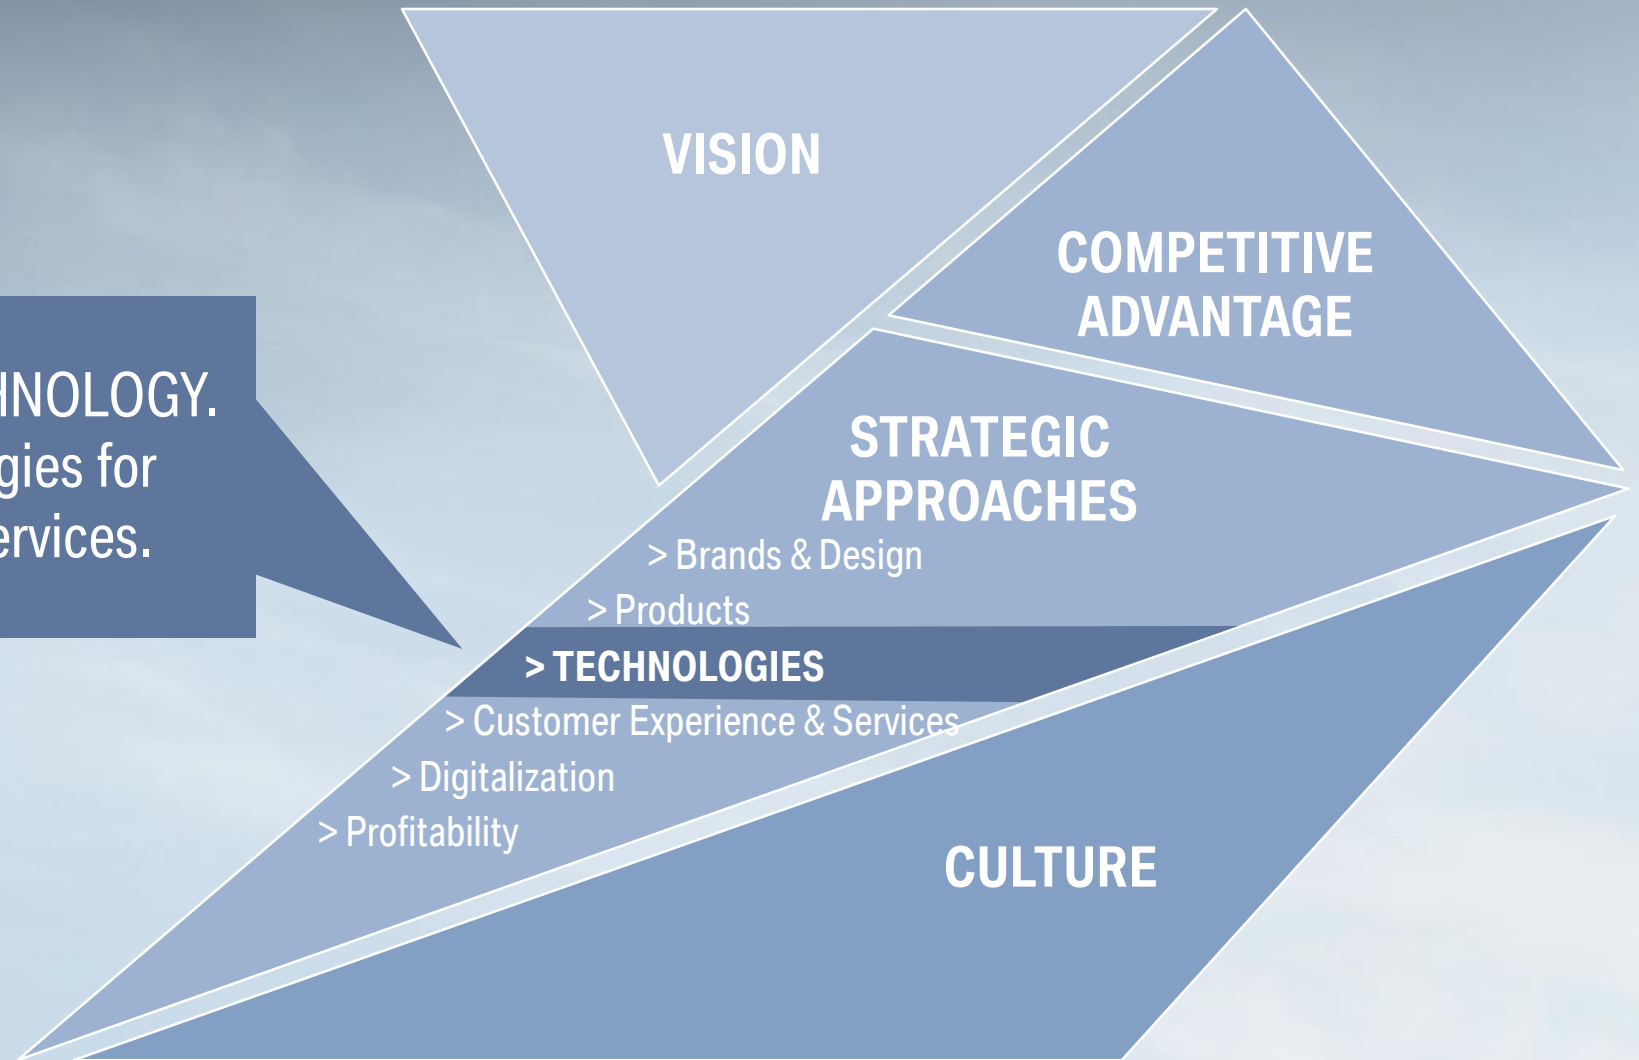 VISION
COMPETITIVE
ADVANTAGE
HNOLOGY.
gies for
ervices.
STRATEGIC
APPROACHES
> Brands & Design
> Products
> TECHNOLOGIES
> Customer Experience & Services
> Digitalization
> Profitability
CULTURE